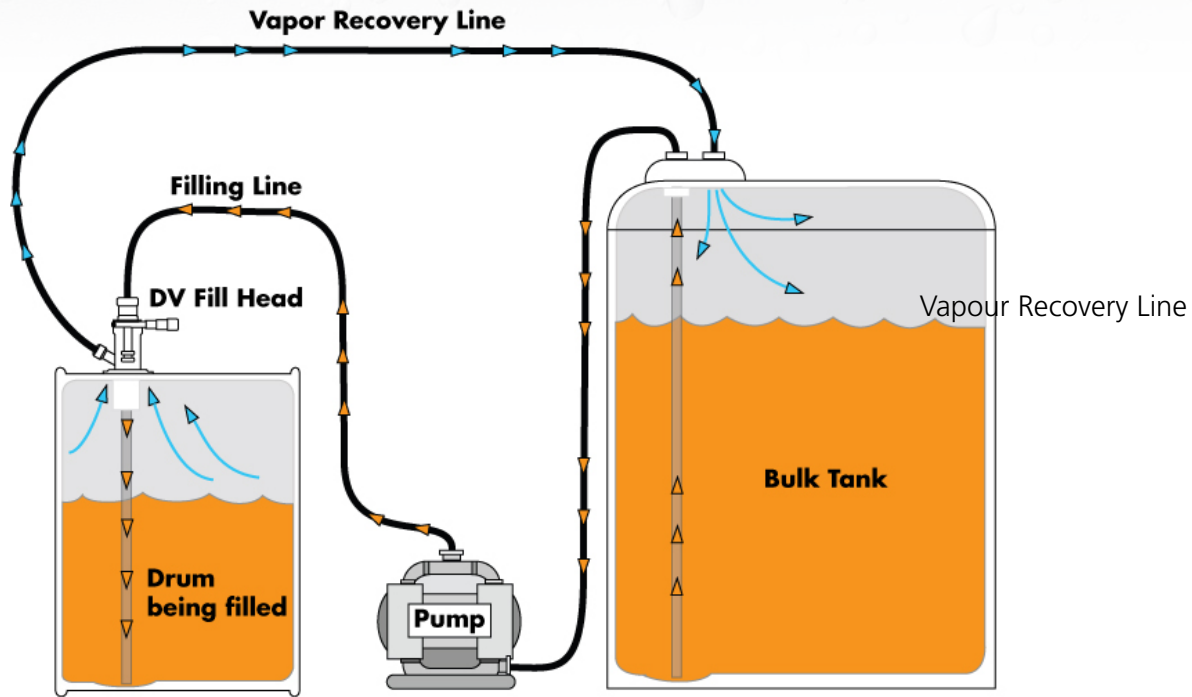 Vapor Recovery Line
Filling Line
DV Fill Head
Vapour Recovery Line
Bulk Tank
Drum
being filled
Pump